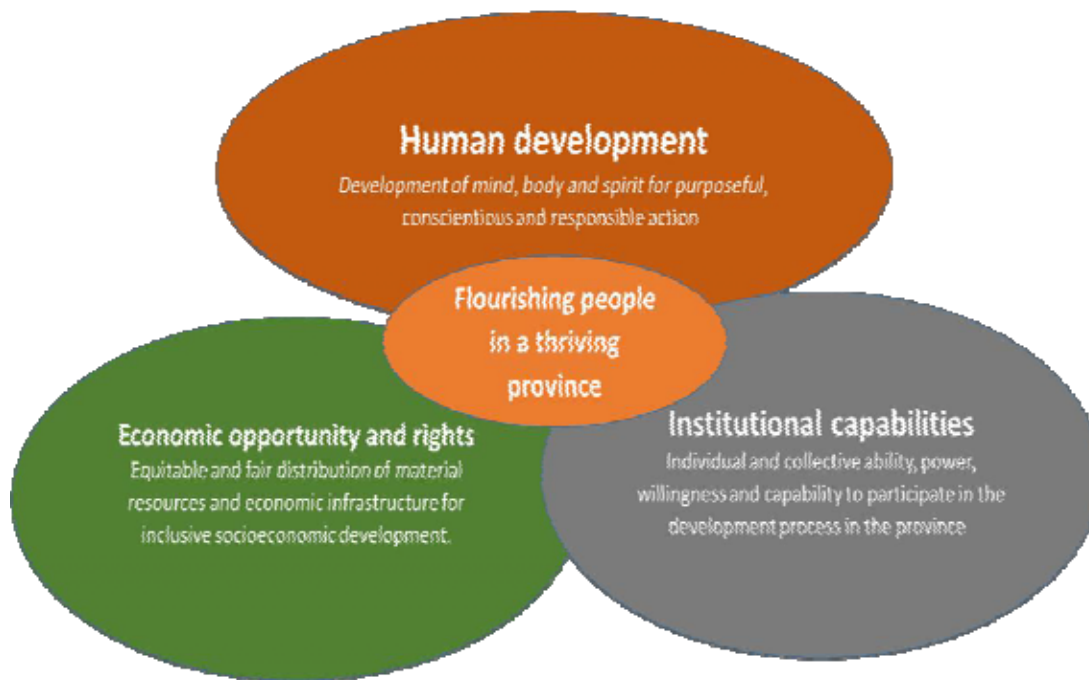 Human development
Development of mind, body and spirit for purposeful,
conscientious and responsible action
Flourishing people
in a thriving
province
Economic opportunity and rights
Equitable and fair distribution of material
resources and economic infrastructure for
inclusive socioeconomic development.
Institutional capabilities
Individual and collective ability, power,
willingness and capability to participate in the
development process in the province